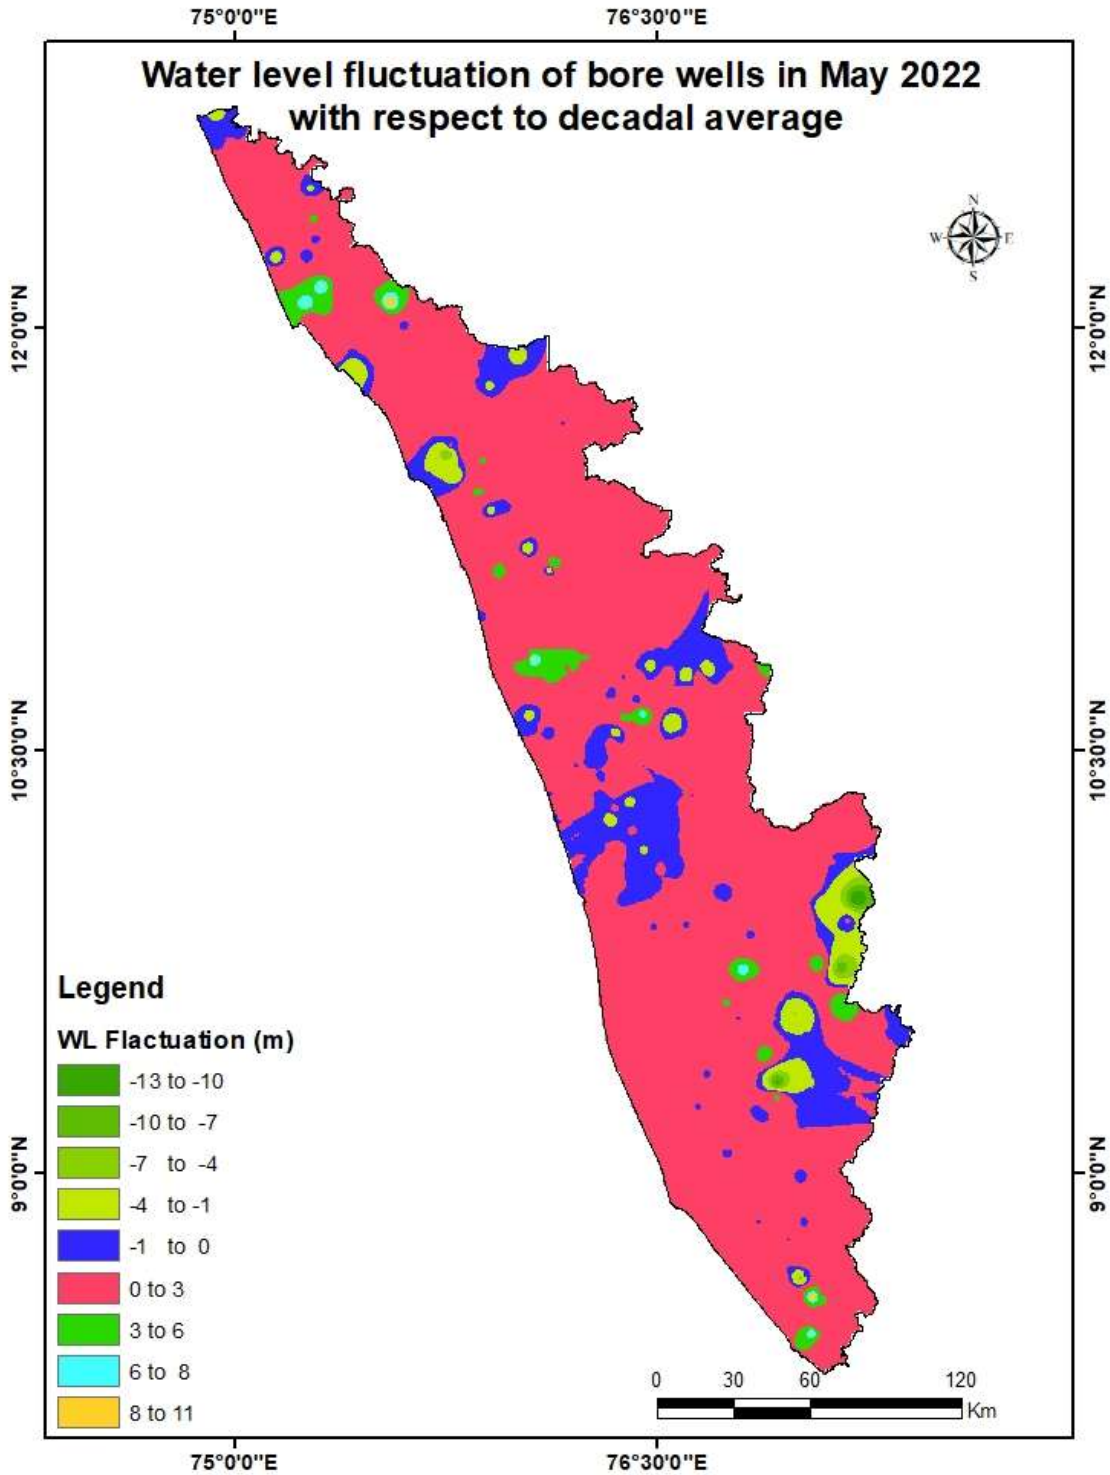 75°0'0"E 76°30'0"E
Water level fluctuation of bore wells in May 2022
with respect to decadal average
N
W E
S
12°0'0"N 12°0'0"N
10°30'0"N 10°30'0"N
Legend
WL Flactuation (m)
-13 to -10
-10 to -7
-7 to -4
-4 to -1
-1 to 0
0 to 3
3 to 6
6 to 8
8 to 11
9°0'0"N 9°0'0"N
0 30 60 120
Km
75°0'0"E 76°30'0"E